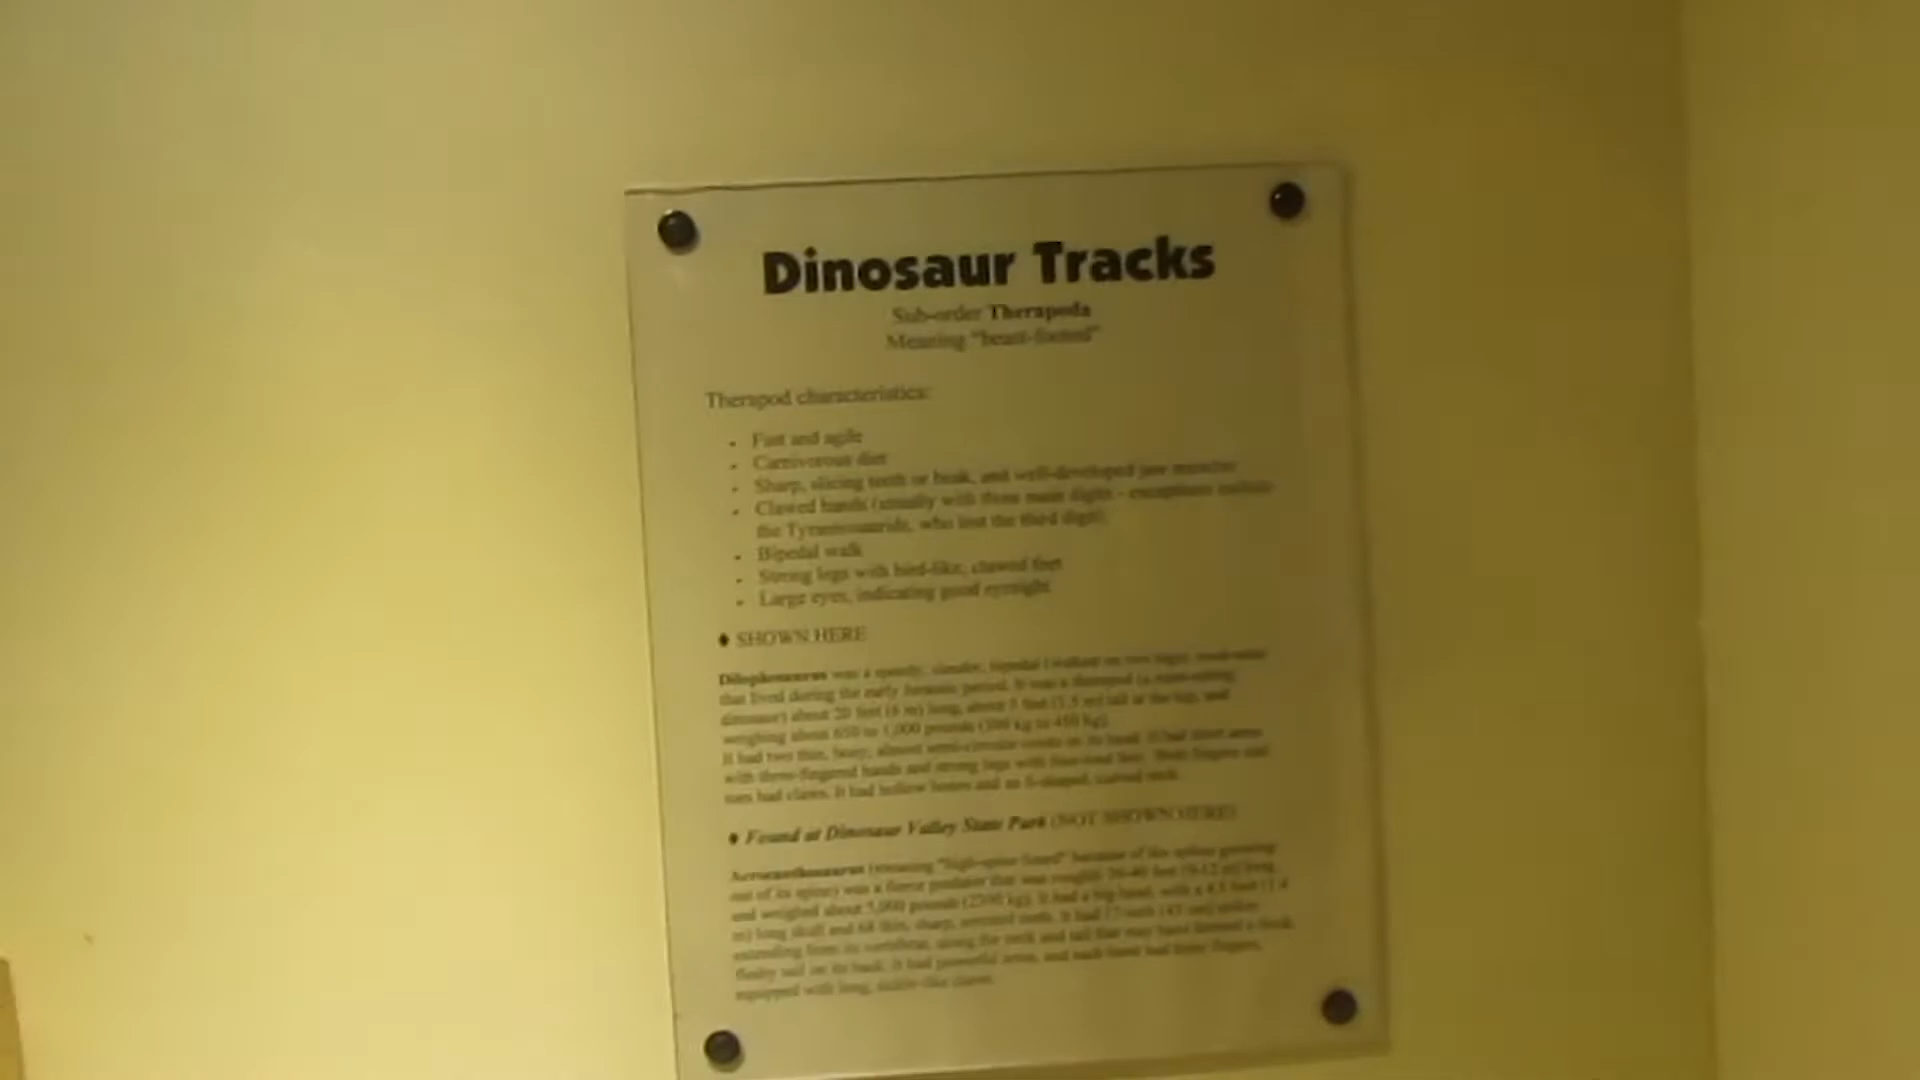 Dinosaur Tracks
Sub-order Therapoda
Meaning "beast-footed"
Therapod characteristics:
• Fast and agile
• Carnivorous diet
• Sharp, slicing teeth or beak, and well-developed jaw muscles
• Clawed hands (usually with three main digits - exceptions include
the Tyrannosauride, who lost the third digit)
• Bipedal walk
• Strong legs with bird-like, clawed feet
• Large eyes, indicating good eyesight
♦ SHOWN HERE
Dilophosaurus was a speedy, slender, bipedal (walked on two legs),
that lived during the early Jurassic period. It was a therapod (a meat-eating
dinosaur) about 20 feet (6 m) long, about 5 feet (1.5 m) tall at the hip, and
weighing about 650 to 1,000 pounds (300 kg to 450 kg).
It had two thin, bony, almost semi-circular crests on its head. It had short arms
with three-fingered hands and strong legs with four-toed feet. Both fingers and
toes had claws. It had hollow bones and an S-shaped, curved neck.
♦ Found at Dinosaur Valley State Park (NOT SHOWN HERE)
Acrocanthosaurus (meaning "high-spine lizard" because of the spines growing
out of its spine) was a fierce predator that was roughly 30-40 feet (9-12 m) long
and weighed about 5,000 pounds (2300 kg). It had a big head, with a 4.5 foot (1.4
m) long skull and 68 thin, sharp, serrated teeth. It had 17-inch (43 cm) spikes
extending from its vertebrae, along the neck and tail that may have formed a thick,
fleshy sail on its back. It had powerful arms, and each hand had three fingers,
equipped with long, sickle-like claws.